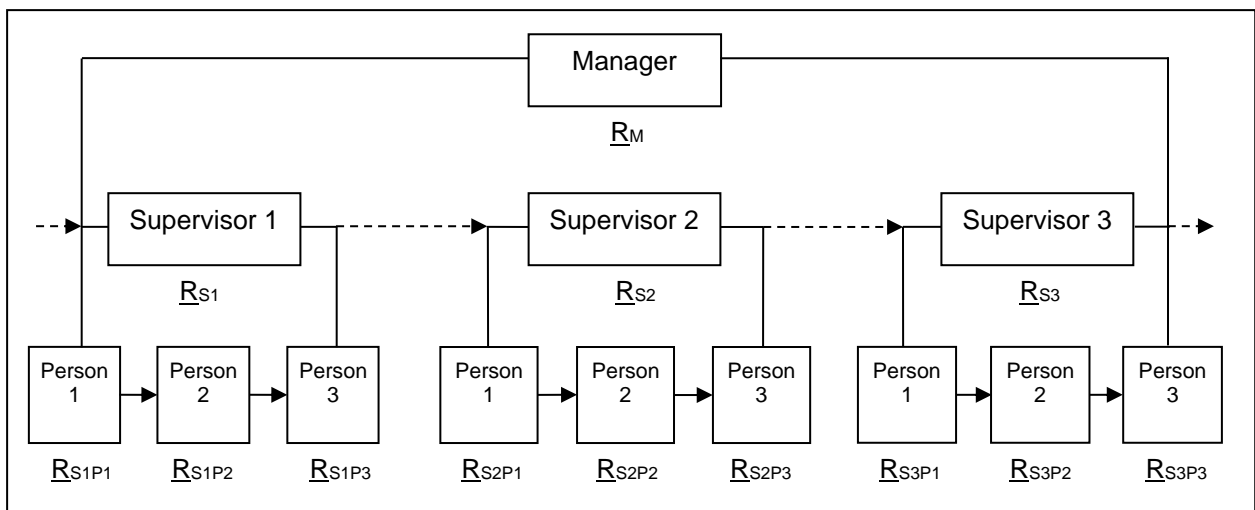 Manager
RM
Supervisor 1
Supervisor 2
Supervisor 3
RS1
RS2
RS3
Person
1
Person
2
Person
3
Person
1
Person
2
Person
3
Person
1
Person
2
Person
3
RS1P1
RS1P2
RS1P3
RS2P1
RS2P2
RS2P3
RS3P1
RS3P2
RS3P3